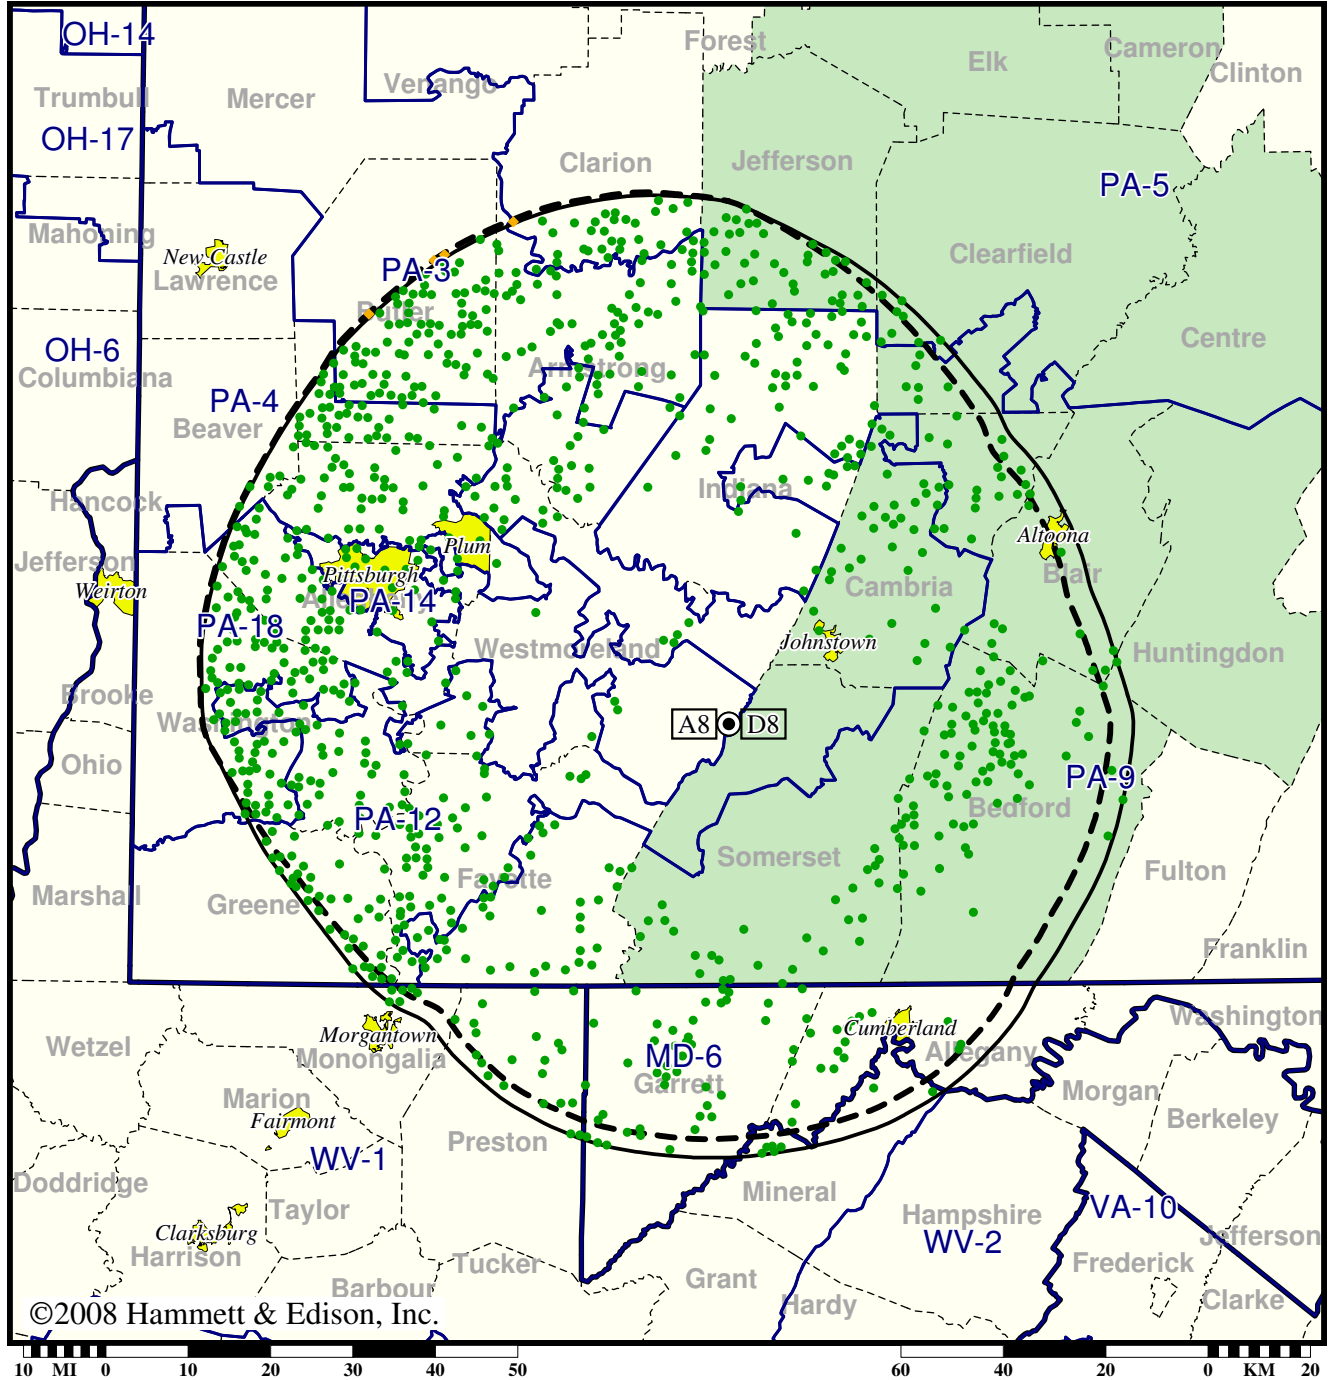 OH-14
Forest
Cameron
Elk
Clinton
Venango
Trumbull
Mercer
OH-17
Clarion
Jefferson
PA-5
Mahoning
New Castle
Lawrence
PA-3
Clearfield
Butler
OH-6
Columbiana
Armstrong
Centre
PA-4
Beaver
Hancock
Indiana
Jefferson
Plum
Altoona
Weirton
Pittsburgh
Allegheny
PA-14
Cambria
Blair
PA-18
Westmoreland
Johnstown
Huntingdon
Brooke
Washington
A8 D8
Ohio
PA-9
PA-12
Bedford
Somerset
Marshall
Greene
Fayette
Fulton
Franklin
Wetzel
Morgantown
Monongalia
MD-6
Garrett
Cumberland
Allegany
Washington
Marion
Fairmont
Morgan
Berkeley
WV-1
Preston
Doddridge
Taylor
Mineral
VA-10
Clarksburg
Harrison
Hampshire
WV-2
Jefferson
Tucker
Grant
Frederick
Barbour
Hardy
Clarke
©2008 Hammett & Edison, Inc.
10 MI 0 10 20 30 40 50 60 40 20 0 KM 20